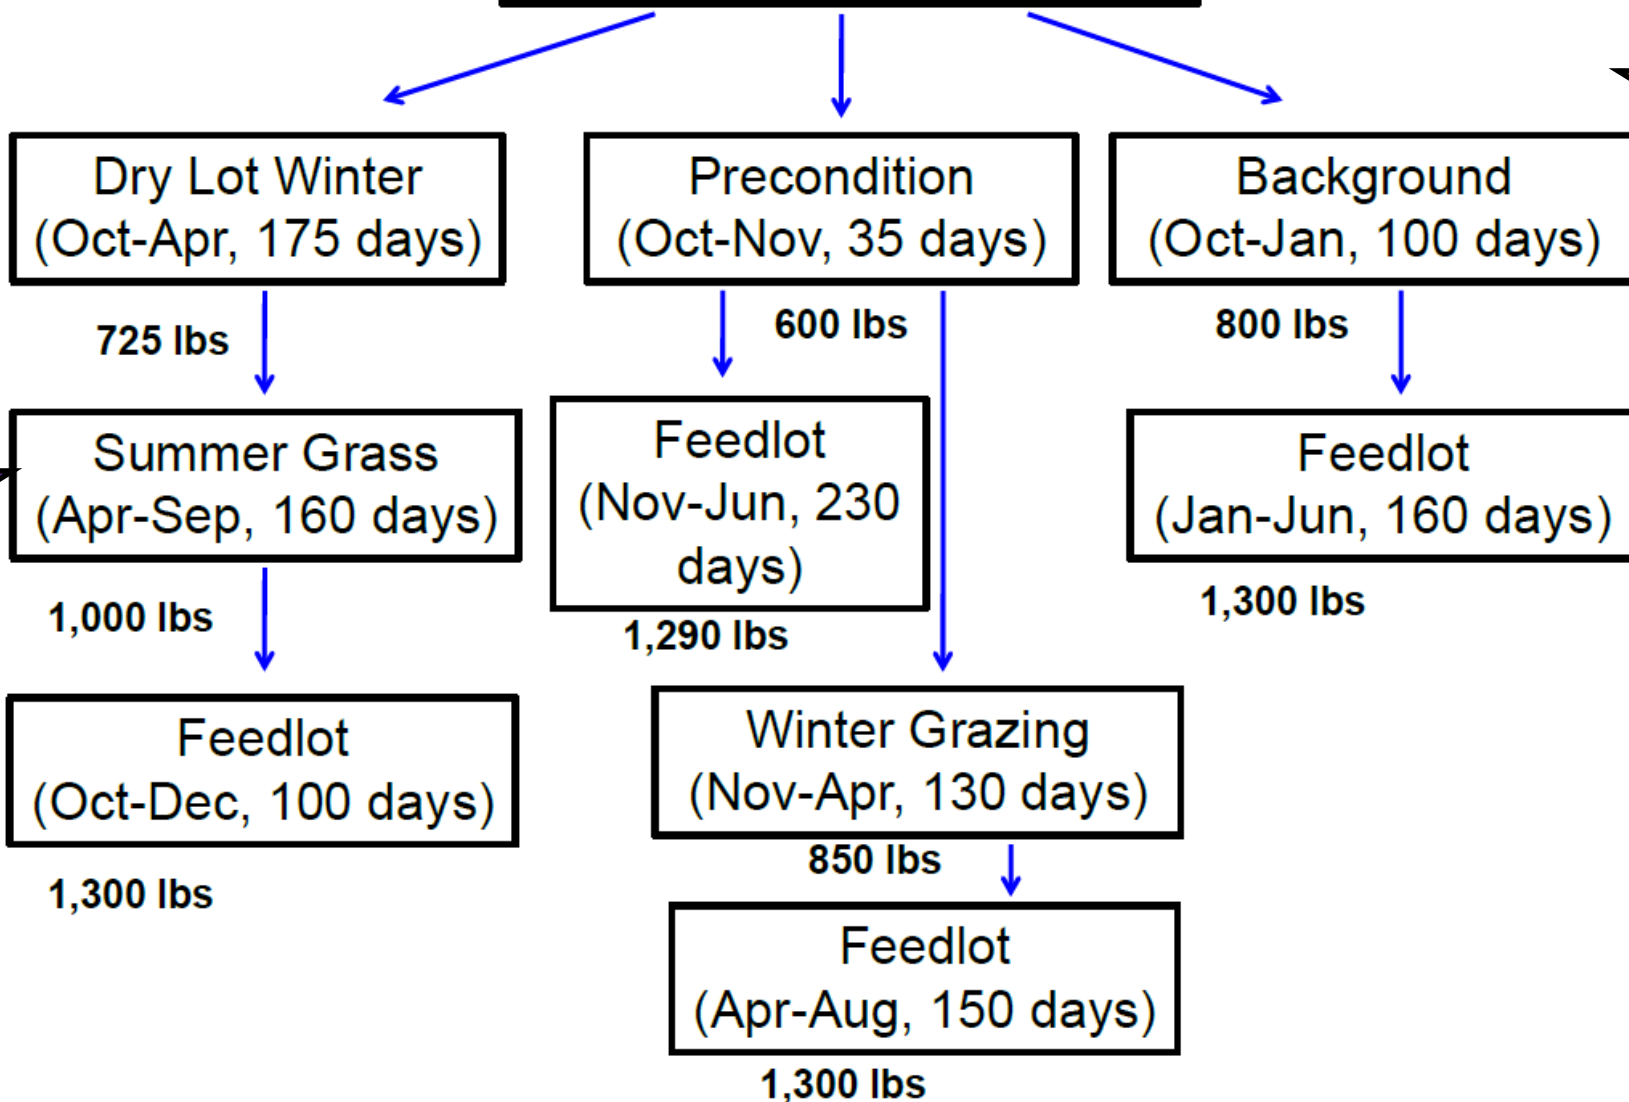 Dry Lot Winter
(Oct-Apr, 175 days)
Precondition
(Oct-Nov, 35 days)
Background
(Oct-Jan, 100 days)
725 lbs
600 lbs
800 lbs
Summer Grass
(Apr-Sep, 160 days)
Feedlot
(Nov-Jun, 230
days)
Feedlot
(Jan-Jun, 160 days)
1,000 lbs
1,290 lbs
1,300 lbs
Feedlot
(Oct-Dec, 100 days)
Winter Grazing
(Nov-Apr, 130 days)
1,300 lbs
850 lbs
Feedlot
(Apr-Aug, 150 days)
1,300 lbs